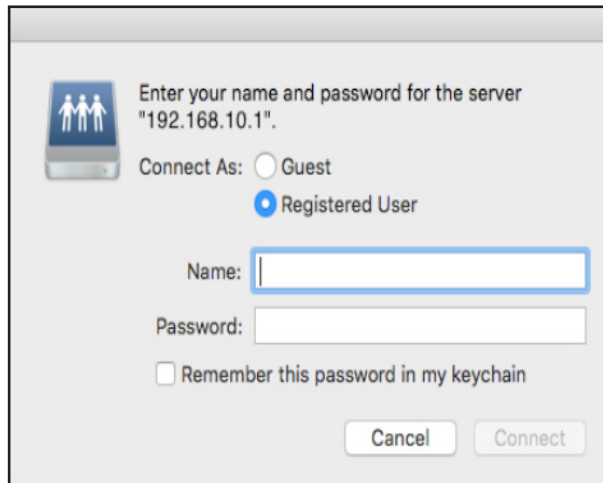 Enter your name and password for the server
"192.168.10.1".
Connect As: Guest
Registered User
Name:
Password:
Remember this password in my keychain
Cancel Connect